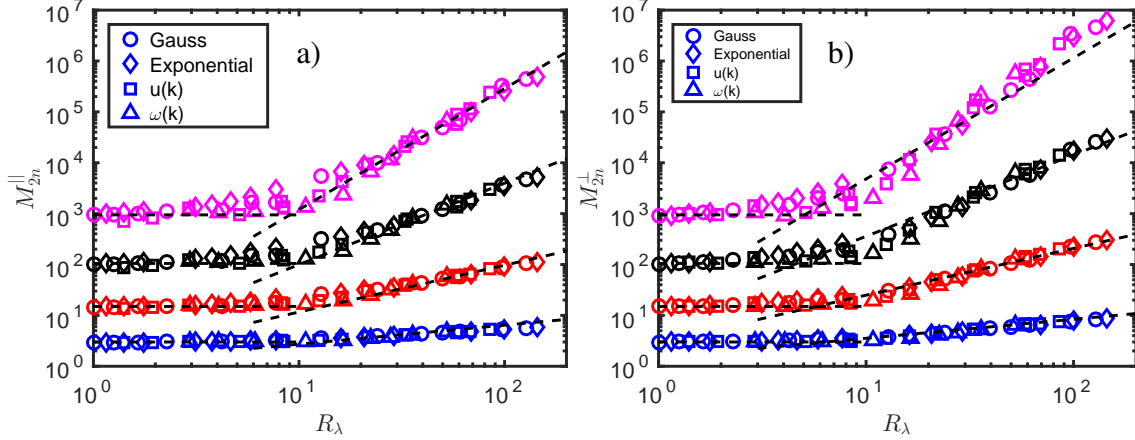 a)
Gauss
Exponential
u(k)
ω(k)
10^7
10^6
10^5
10^4
10^3
10^2
10^1
10^0
M_{2n}^{||}
10^0 10^1 10^2
R_λ
b)
Gauss
Exponential
u(k)
ω(k)
10^7
10^6
10^5
10^4
10^3
10^2
10^1
10^0
M_{2n}^{⊥}
10^0 10^1 10^2
R_λ